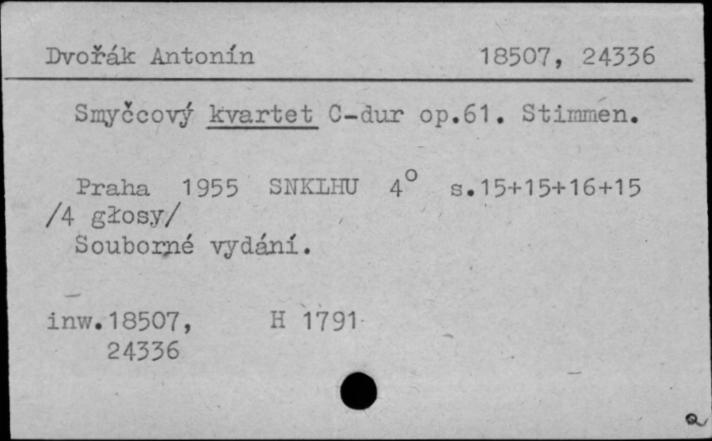 Dvořák Antonín 18507, 24336
Smyčcový kvartet C-dur op.61. Stimmen.
Praha 1955 SNKLHU 4° s.15+15+16+15
/4 głosy/
Souborné vydání.
inw.18507, H 1791
24336
a